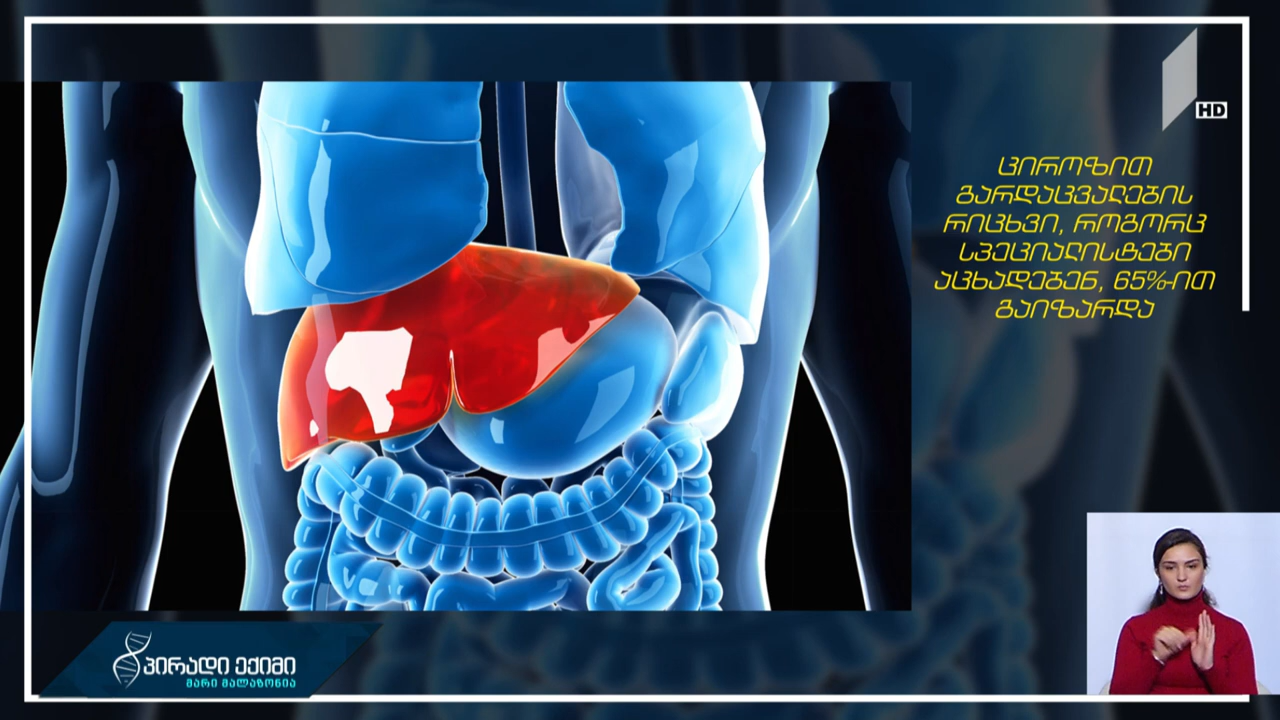 HD
ციროზით
გარდაცვალების
რიცხვი, როგორც
სპეციალისტები
აცხადებენ, 65%-ით
გაიზარდა
პირადი ექიმი
მარი მალაზონია